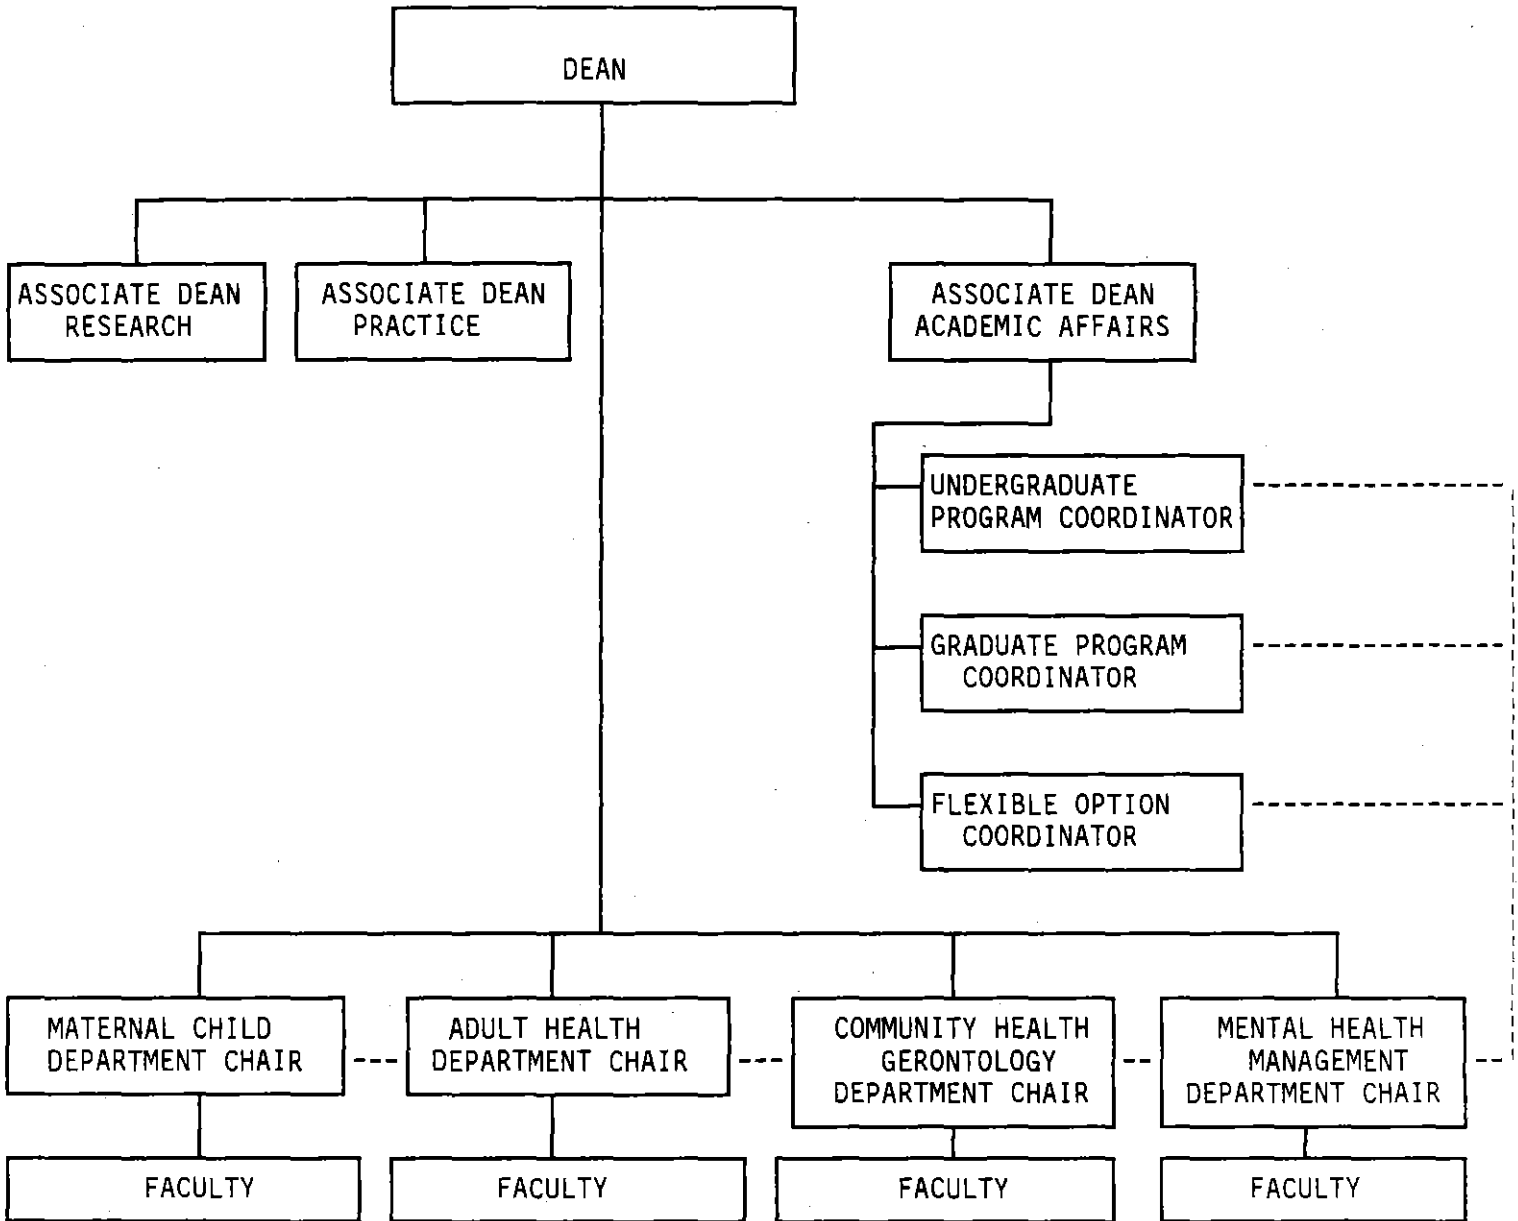 DEAN
ASSOCIATE DEAN
RESEARCH
ASSOCIATE DEAN
PRACTICE
ASSOCIATE DEAN
ACADEMIC AFFAIRS
UNDERGRADUATE
PROGRAM COORDINATOR
GRADUATE PROGRAM
COORDINATOR
FLEXIBLE OPTION
COORDINATOR
MATERNAL CHILD
DEPARTMENT CHAIR
ADULT HEALTH
DEPARTMENT CHAIR
COMMUNITY HEALTH
GERONTOLOGY
DEPARTMENT CHAIR
MENTAL HEALTH
MANAGEMENT
DEPARTMENT CHAIR
FACULTY
FACULTY
FACULTY
FACULTY